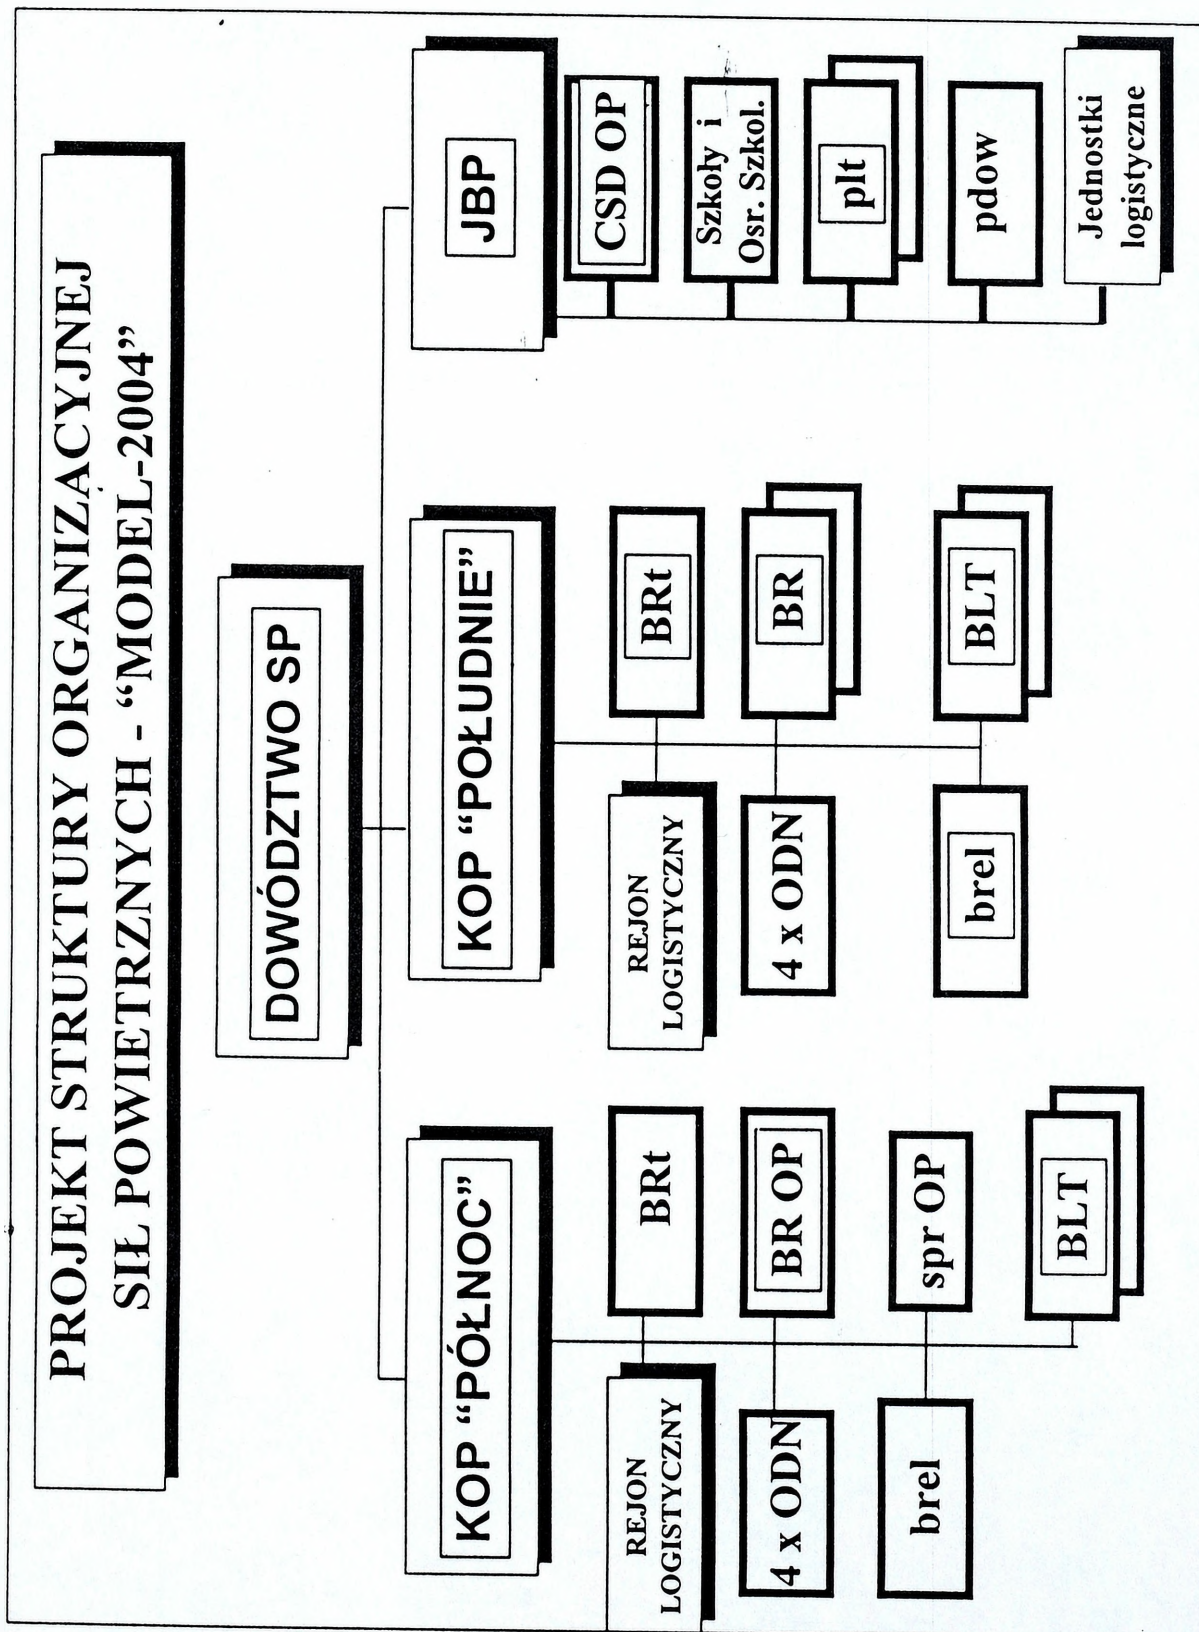 PROJEKT STRUKTURY ORGANIZACYJNEJ
SIŁ POWIETRZNYCH - “MODEL-2004”
DOWÓDZTWO SP
KOP “PÓŁNOC”
KOP “POŁUDNIE”
JBP
REJON
LOGISTYCZNY
BRt
4 x ODN
BR OP
brel
spr OP
BLT
REJON
LOGISTYCZNY
BRt
4 x ODN
BR
brel
BLT
CSD OP
Szkoły i
Osr. Szkol.
plt
pdow
Jednostki
logistyczne